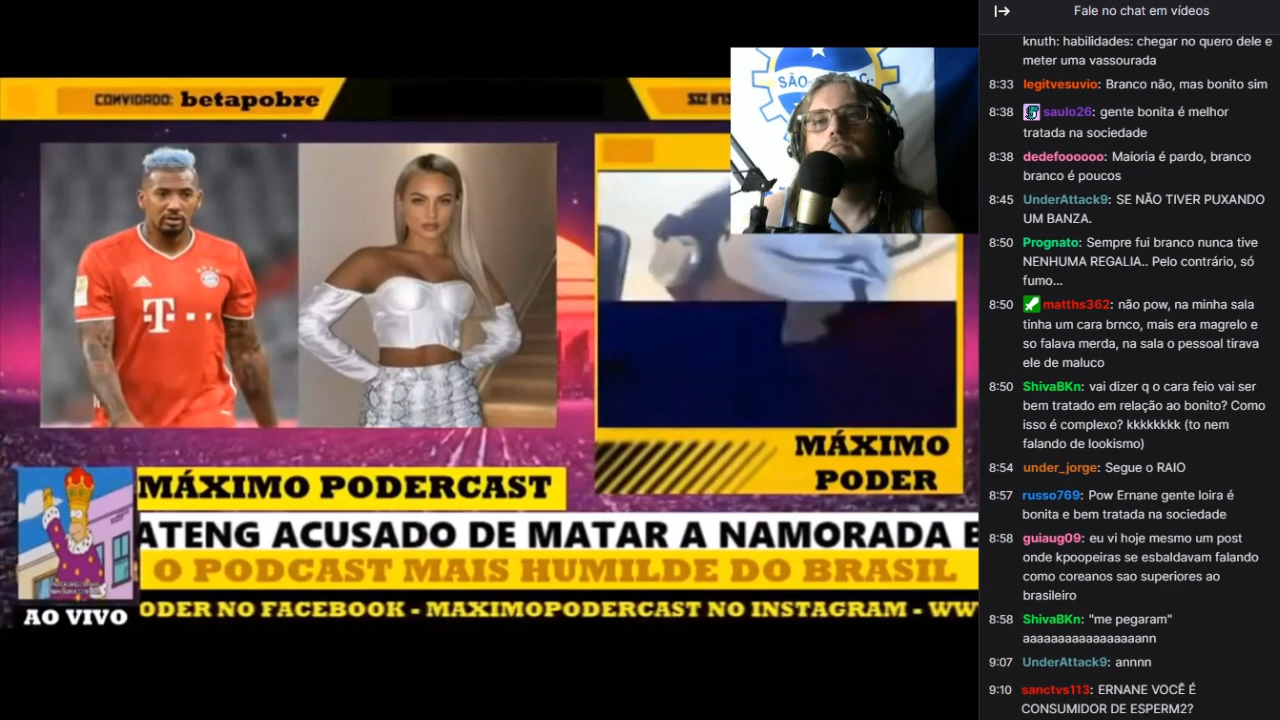 CONVIDADO: betapobre
SE INS
SÃO
T
MÁXIMO
PODER
MÁXIMO PODERCAST
ATENG ACUSADO DE MATAR A NAMORADA E
O PODCAST MAIS HUMILDE DO BRASIL
AO VIVO
ODER NO FACEBOOK - MAXIMOPODERCAST NO INSTAGRAM - WW
Fale no chat em vídeos
knuth: habilidades: chegar no quero dele e
meter uma vassourada
8:33 legitvesuvio: Branco não, mas bonito sim
8:38 saulo26: gente bonita é melhor
tratada na sociedade
8:38 dedefoooooo: Maioria é pardo, branco
branco é poucos
8:45 UnderAttack9: SE NÃO TIVER PUXANDO
UM BANZA.
8:50 Prognato: Sempre fui branco nunca tive
NENHUMA REGALIA.. Pelo contrário, só
fumo...
8:50 matths362: não pow, na minha sala
tinha um cara brnco, mais era magrelo e
so falava merda, na sala o pessoal tirava
ele de maluco
8:50 ShivaBKn: vai dizer q o cara feio vai ser
bem tratado em relação ao bonito? Como
isso é complexo? kkkkkkkk (to nem
falando de lookismo)
8:54 under_jorge: Segue o RAIO
8:57 russo769: Pow Ernane gente loira é
bonita e bem tratada na sociedade
8:58 guiaug09: eu vi hoje mesmo um post
onde kpoopeiras se esbaldavam falando
como coreanos sao superiores ao
brasileiro
8:58 ShivaBKn: "me pegaram"
aaaaaaaaaaaaaaaaann
9:07 UnderAttack9: annnn
9:10 sanctvs113: ERNANE VOCÊ É
CONSUMIDOR DE ESPERM2?